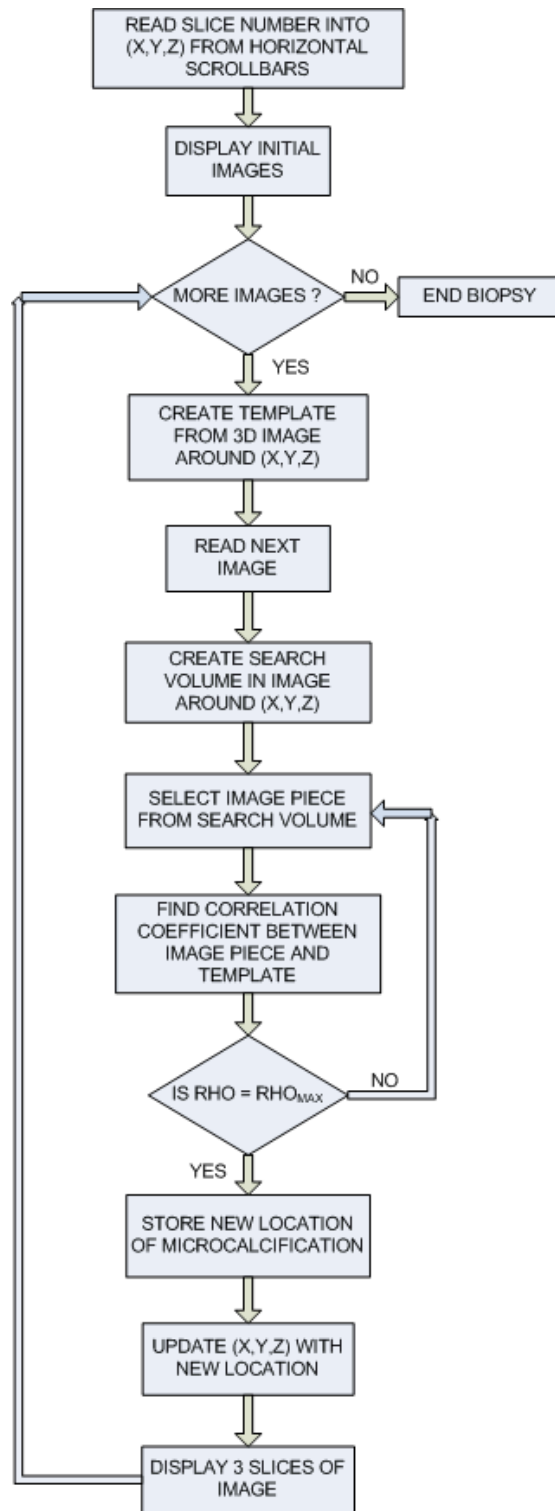 READ SLICE NUMBER INTO
(X,Y,Z) FROM HORIZONTAL
SCROLLBARS
DISPLAY INITIAL
IMAGES
MORE IMAGES ?
NO
END BIOPSY
YES
CREATE TEMPLATE
FROM 3D IMAGE
AROUND (X,Y,Z)
READ NEXT
IMAGE
CREATE SEARCH
VOLUME IN IMAGE
AROUND (X,Y,Z)
SELECT IMAGE PIECE
FROM SEARCH VOLUME
FIND CORRELATION
COEFFICIENT BETWEEN
IMAGE PIECE AND
TEMPLATE
IS RHO = RHOMAX
NO
YES
STORE NEW LOCATION
OF MICROCALCIFICATION
UPDATE (X,Y,Z) WITH
NEW LOCATION
DISPLAY 3 SLICES OF
IMAGE